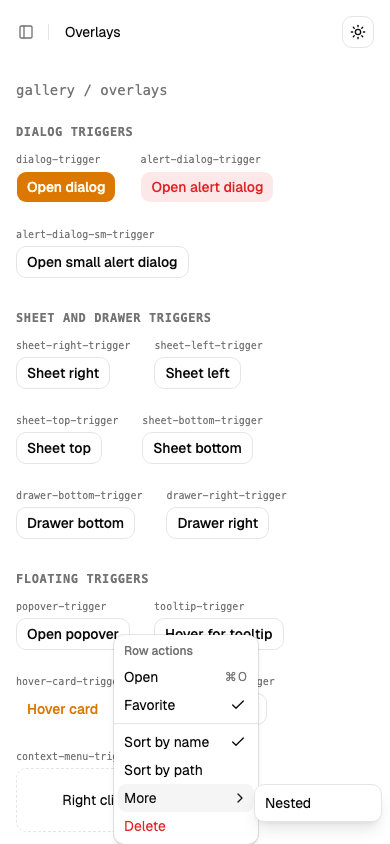 Overlays
gallery / overlays
DIALOG TRIGGERS
dialog-trigger alert-dialog-trigger
Open dialog Open alert dialog
alert-dialog-sm-trigger
Open small alert dialog
SHEET AND DRAWER TRIGGERS
sheet-right-trigger sheet-left-trigger
Sheet right Sheet left
sheet-top-trigger sheet-bottom-trigger
Sheet top Sheet bottom
drawer-bottom-trigger drawer-right-trigger
Drawer bottom Drawer right
FLOATING TRIGGERS
popover-trigger tooltip-trigger
Open popover Hover for tooltip
Row actions
Open ⌘O
Favorite
Sort by name
Sort by path
More
Nested
Delete
Hover card